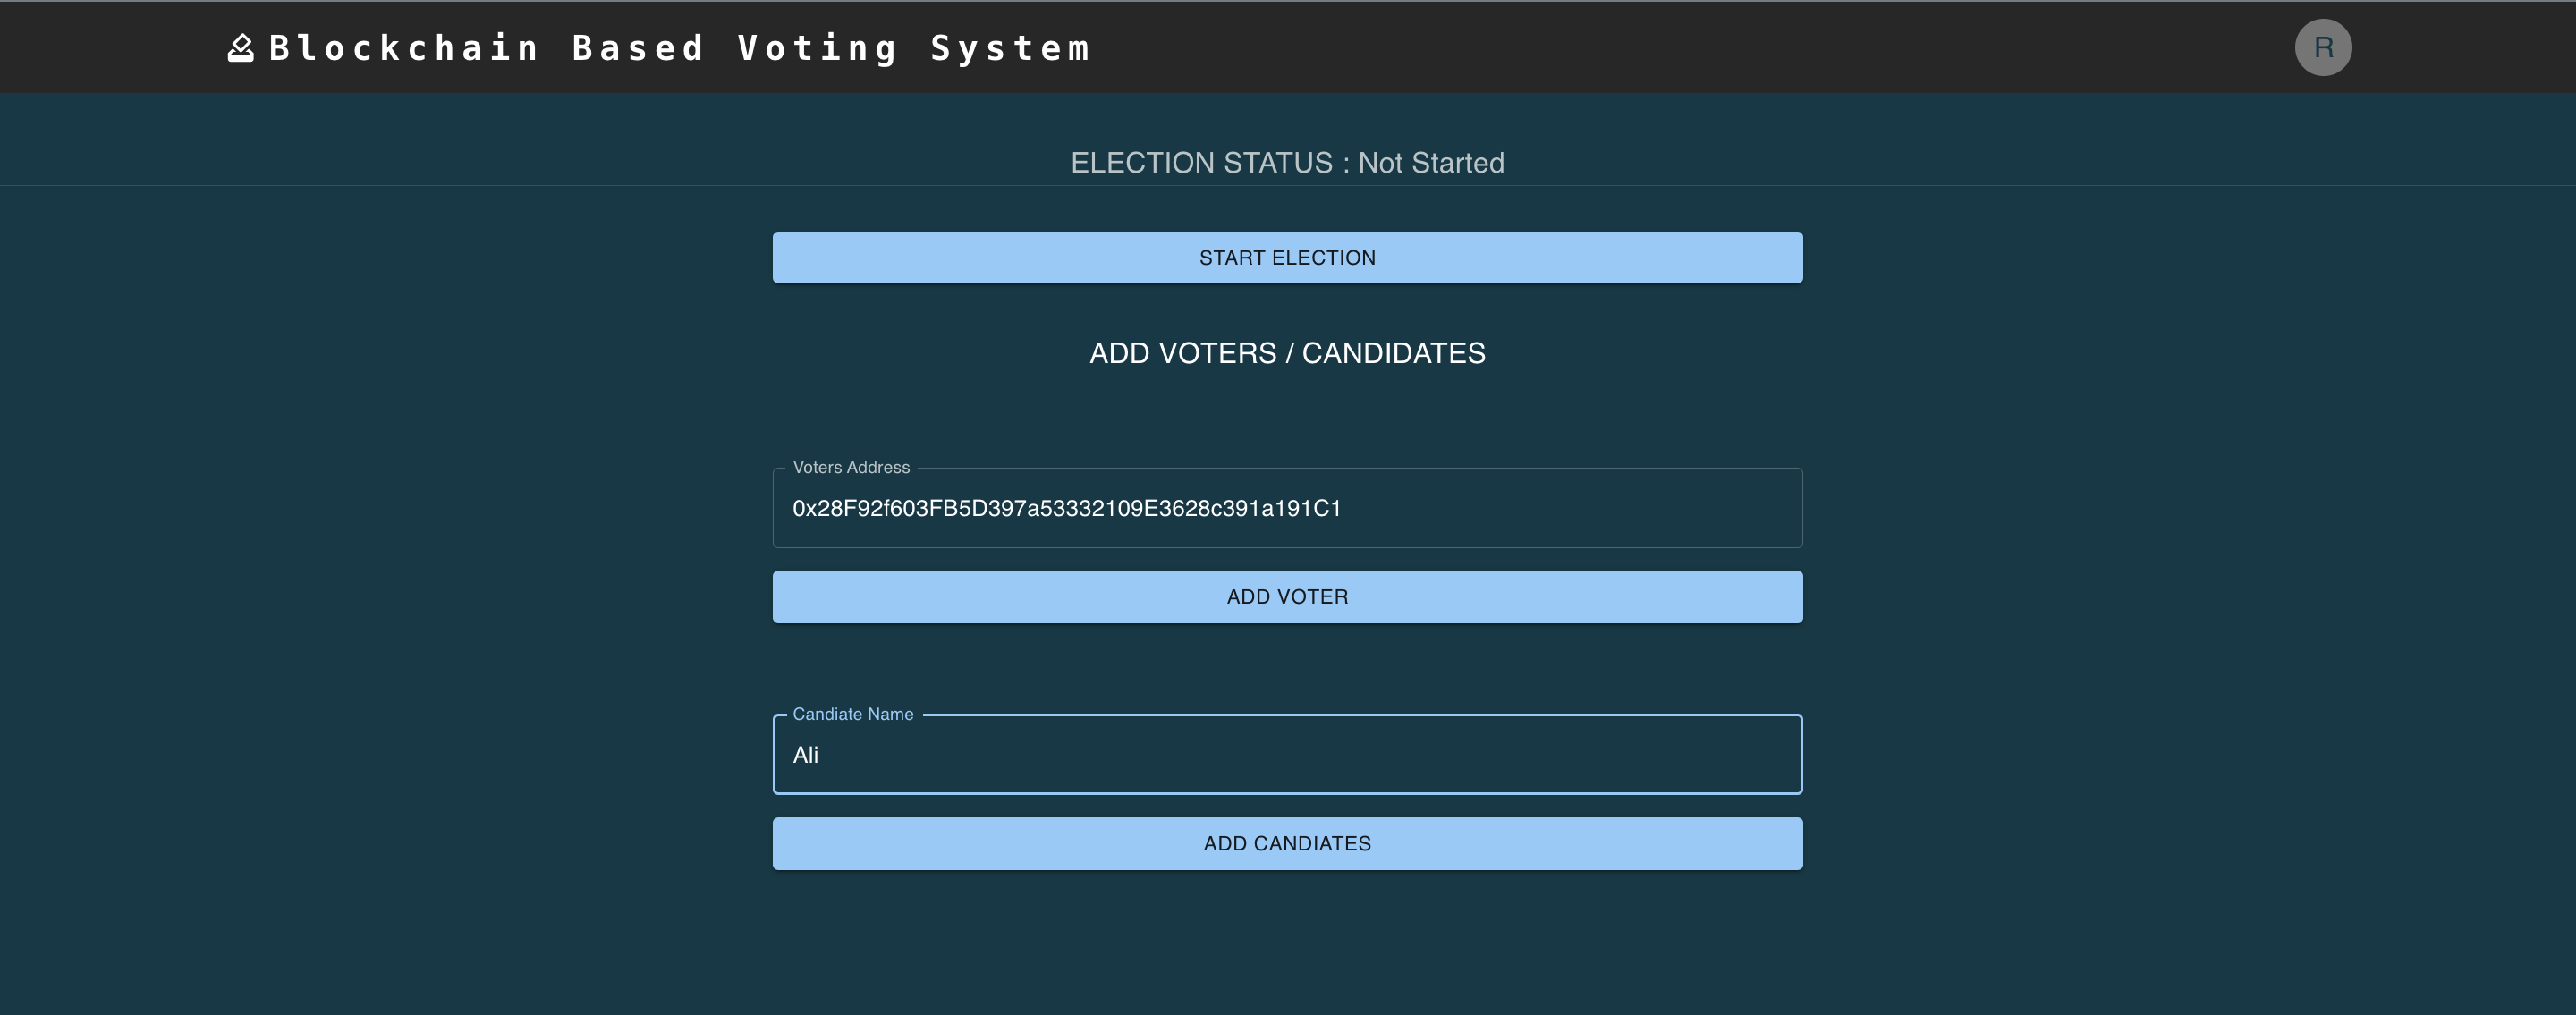 Blockchain Based Voting System
R
ELECTION STATUS : Not Started
START ELECTION
ADD VOTERS / CANDIDATES
Voters Address
0x28F92f603FB5D397a53332109E3628c391a191C1
ADD VOTER
Candiate Name
Ali
ADD CANDIATES